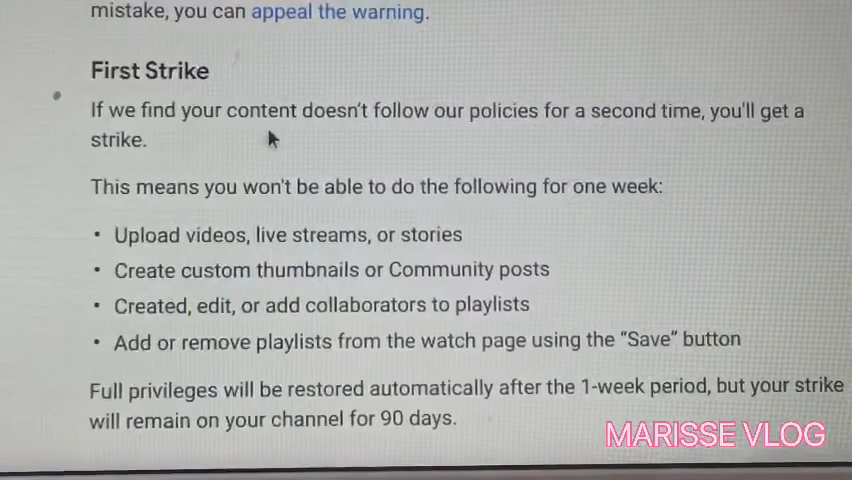 mistake, you can appeal the warning.
First Strike
If we find your content doesn't follow our policies for a second time, you'll get a
strike.
This means you won't be able to do the following for one week:
• Upload videos, live streams, or stories
• Create custom thumbnails or Community posts
• Created, edit, or add collaborators to playlists
• Add or remove playlists from the watch page using the “Save” button
Full privileges will be restored automatically after the 1-week period, but your strike
will remain on your channel for 90 days.
MARISSE VLOG